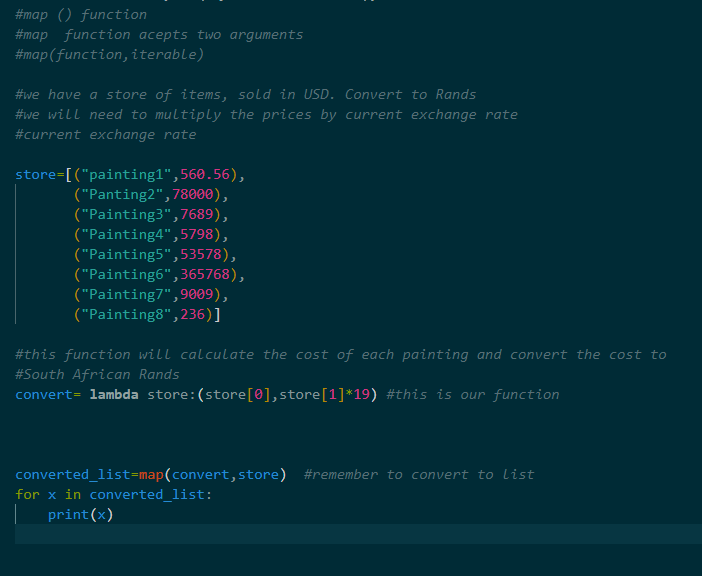 #map () function
#map  function acepts two arguments
#map(function,iterable)
#we have a store of items, sold in USD. Convert to Rands
#we will need to multiply the prices by current exchange rate
#current exchange rate
store=[("painting1",560.56),
("Panting2",78000),
("Painting3",7689),
("Painting4",5798),
("Painting5",53578),
("Painting6",365768),
("Painting7",9009),
("Painting8",236)]
#this function will calculate the cost of each painting and convert the cost to
#South African Rands
convert= lambda store:(store[0],store[1]*19) #this is our function
converted_list=map(convert,store)  #remember to convert to list
for x in converted_list:
    print(x)